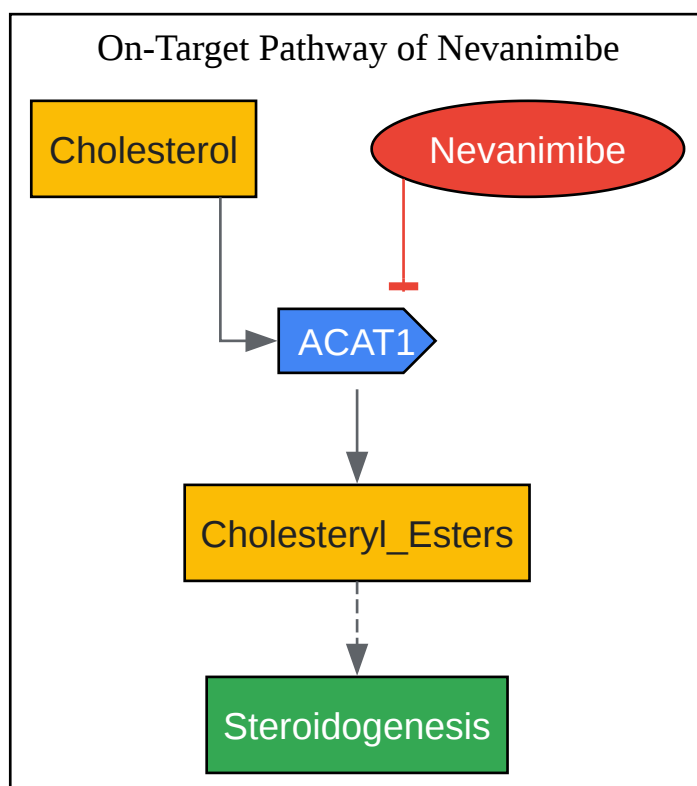 On-Target Pathway of Nevanimibe
Cholesterol
Nevanimibe
ACAT1
Cholesteryl_Esters
Steroidogenesis